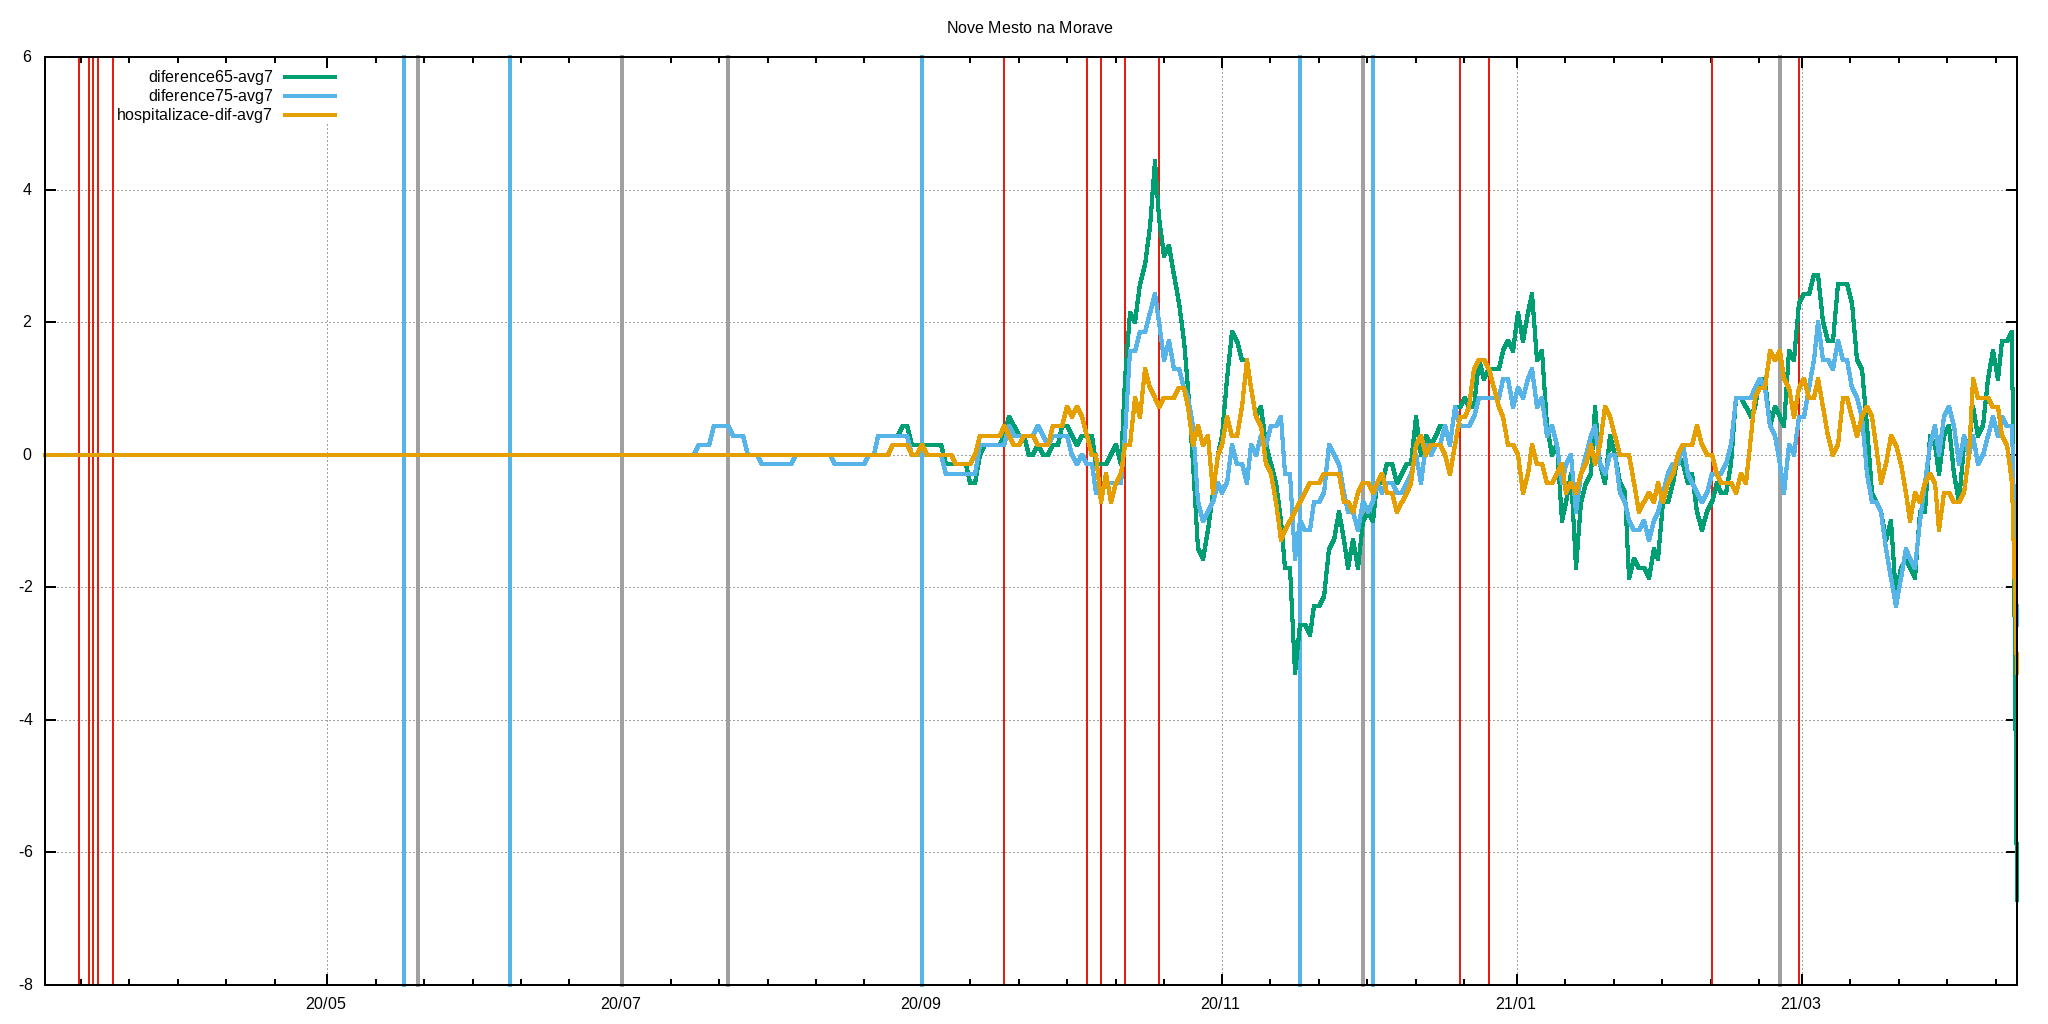 Nove Mesto na Morave
6
diference65-avg7
diference75-avg7
hospitalizace-dif-avg7
4
2
0
-2
-4
-6
-8
20/05 20/07 20/09 20/11 21/01 21/03